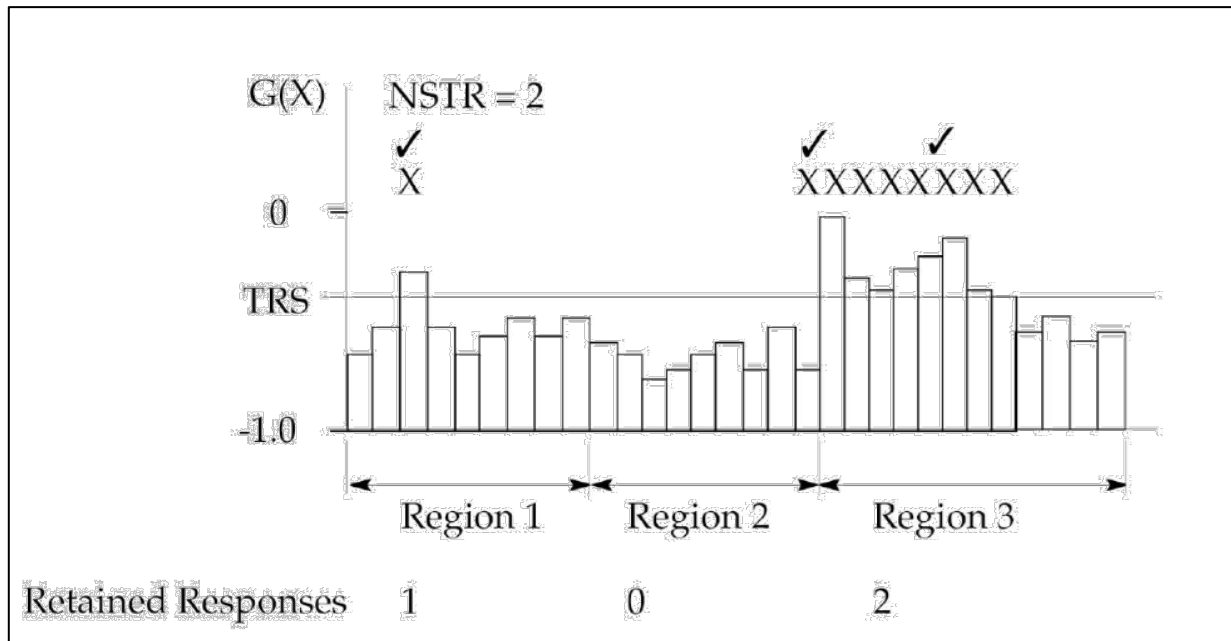 G(X) NSTR = 2
✓ ✓ ✓
X XXXXXXXX
0
TRS
-1.0
Region 1 Region 2 Region 3
Retained Responses 1 0 2